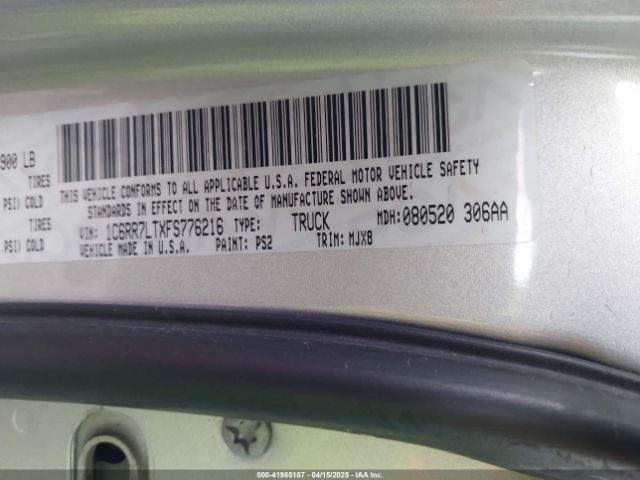 900 LB
TIRES
PSI) COLD
TIRES
PSI) COLD
THIS VEHICLE CONFORMS TO ALL APPLICABLE U.S.A. FEDERAL MOTOR VEHICLE SAFETY
STANDARDS IN EFFECT ON THE DATE OF MANUFACTURE SHOWN ABOVE.
VIN: 1C6RR7LTXFS776216 TYPE: TRUCK MDH: 080520 306AA
VEHICLE MADE IN U.S.A. PAINT: PS2 TRIM: MJX8
000-41985187 - 04/15/2025 - IAAI.COM